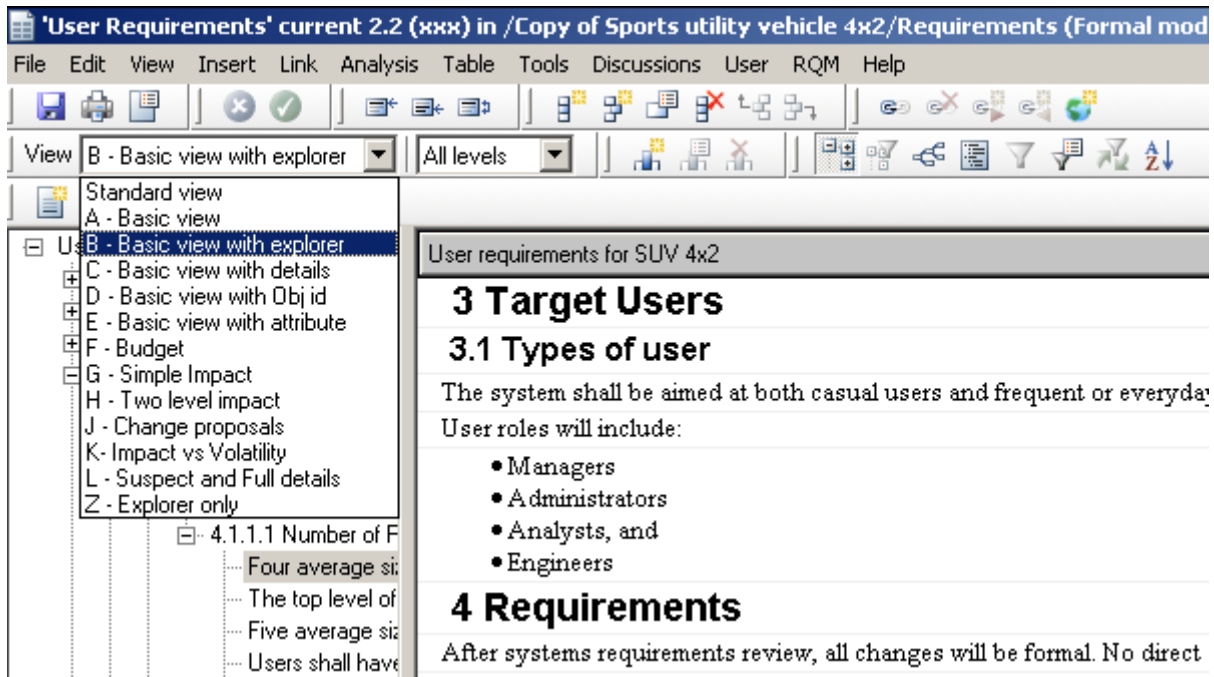 'User Requirements' current 2.2 (xxx) in /Copy of Sports utility vehicle 4x2/Requirements (Formal mod
File Edit View Insert Link Analysis Table Tools Discussions User RQM Help
View B - Basic view with explorer All levels
Standard view
A - Basic view
B - Basic view with explorer
C - Basic view with details
D - Basic view with Obj id
E - Basic view with attribute
F - Budget
G - Simple Impact
H - Two level impact
J - Change proposals
K- Impact vs Volatility
L - Suspect and Full details
Z - Explorer only
4.1.1.1 Number of F
Four average si
The top level of
Five average siz
Users shall have
User requirements for SUV 4x2
3 Target Users
3.1 Types of user
The system shall be aimed at both casual users and frequent or everyday
User roles will include:
• Managers
• Administrators
• Analysts, and
• Engineers
4 Requirements
After systems requirements review, all changes will be formal. No direct